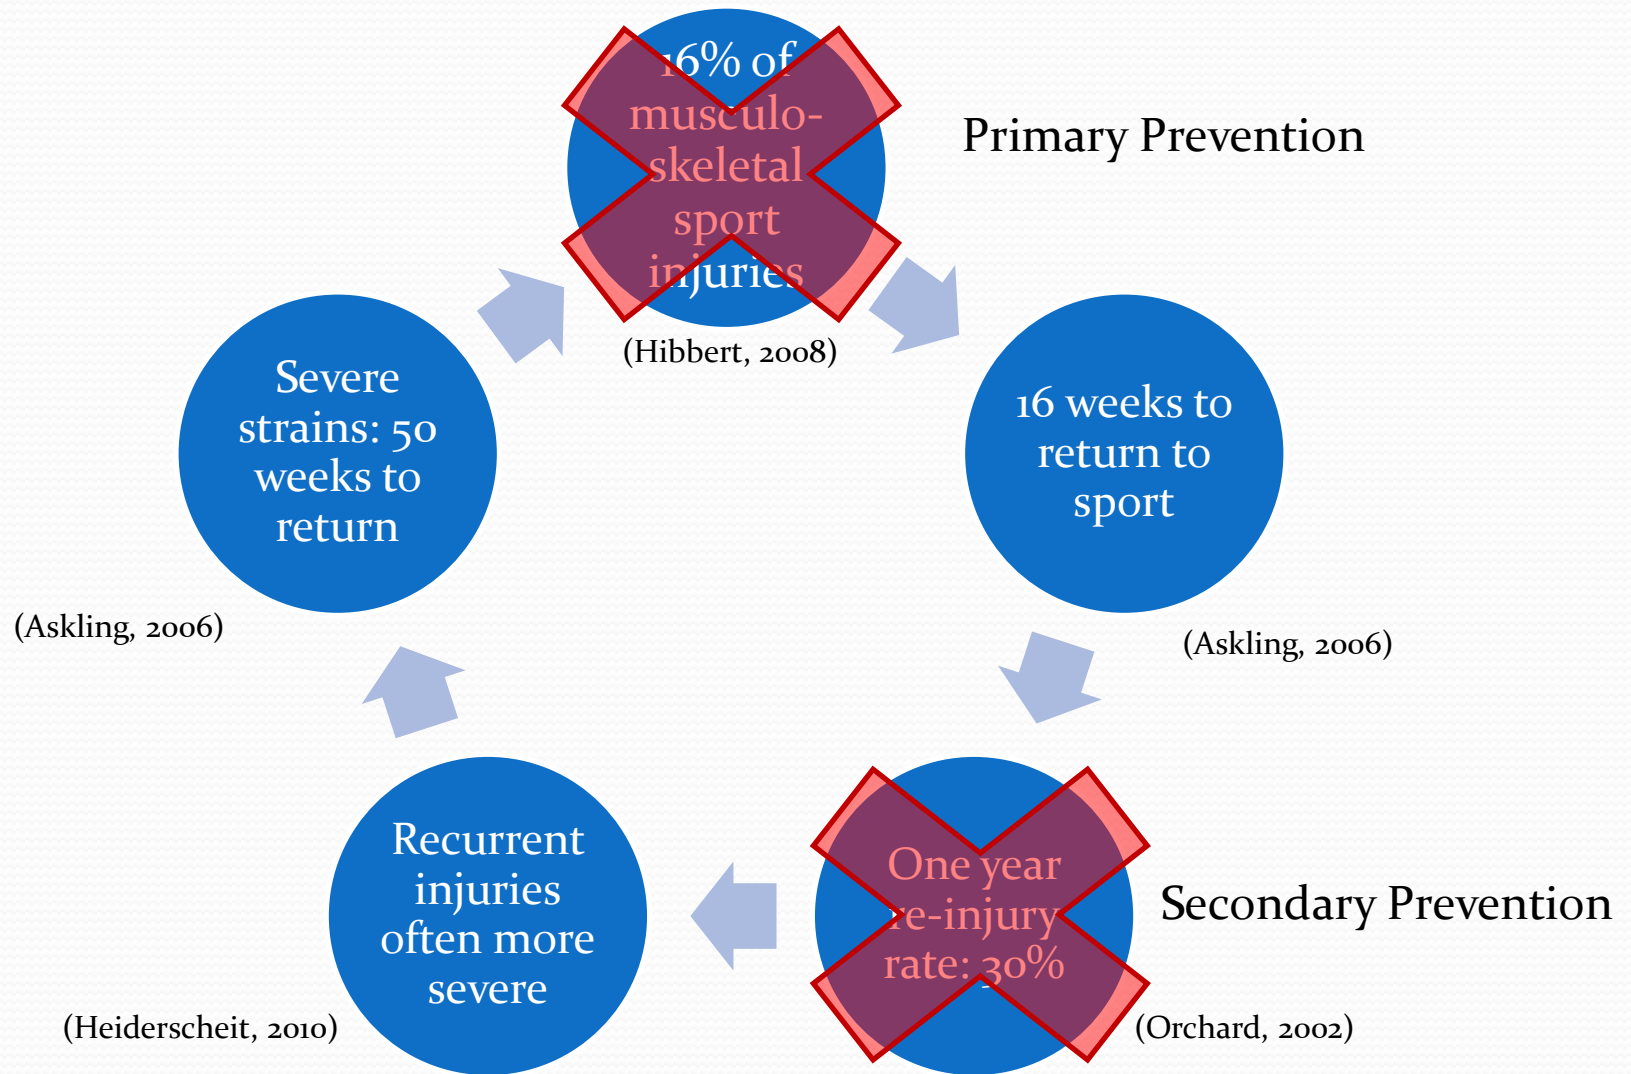 16% of
musculo-
skeletal
sport
injuries
Primary Prevention
(Hibbert, 2008)
16 weeks to
return to
sport
(Askling, 2006)
One year
re-injury
rate: 30%
Secondary Prevention
(Orchard, 2002)
Recurrent
injuries
often more
severe
(Heiderscheit, 2010)
Severe
strains: 50
weeks to
return
(Askling, 2006)